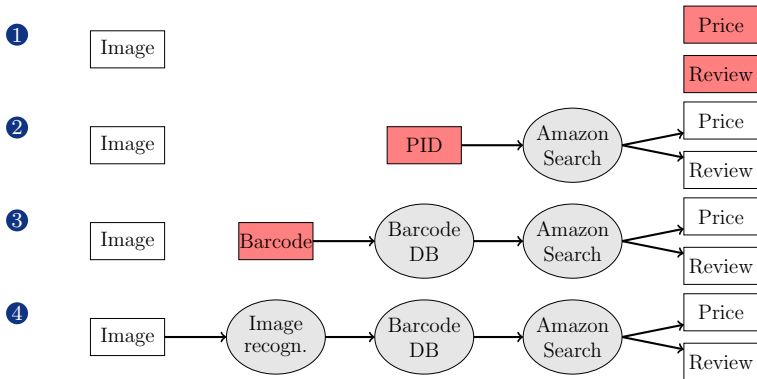 1
Image
Price
Review
2
Image
PID
Amazon
Search
Price
Review
3
Image
Barcode
Barcode
DB
Amazon
Search
Price
Review
4
Image
Image
recogn.
Barcode
DB
Amazon
Search
Price
Review